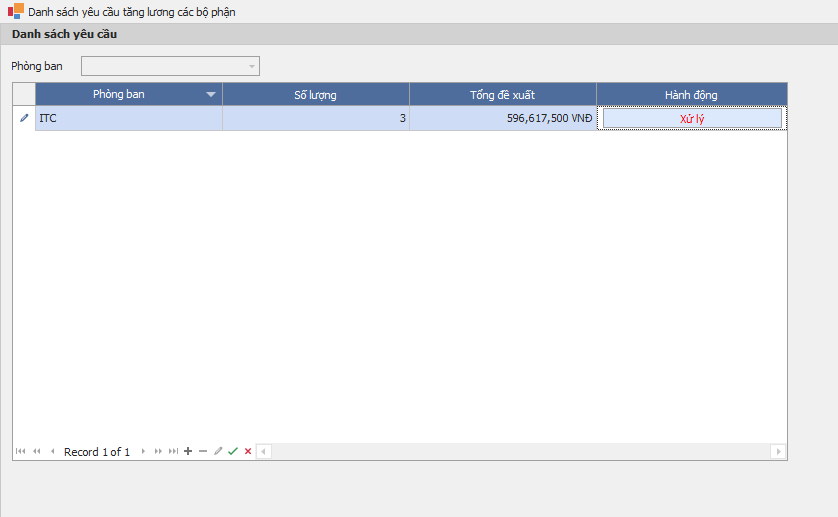 Danh sách yêu cầu tăng lương các bộ phận
Danh sách yêu cầu
Phòng ban
Phòng ban Số lượng Tổng đề xuất Hành động
ITC 3 596,617,500 VNĐ Xử lý
Record 1 of 1